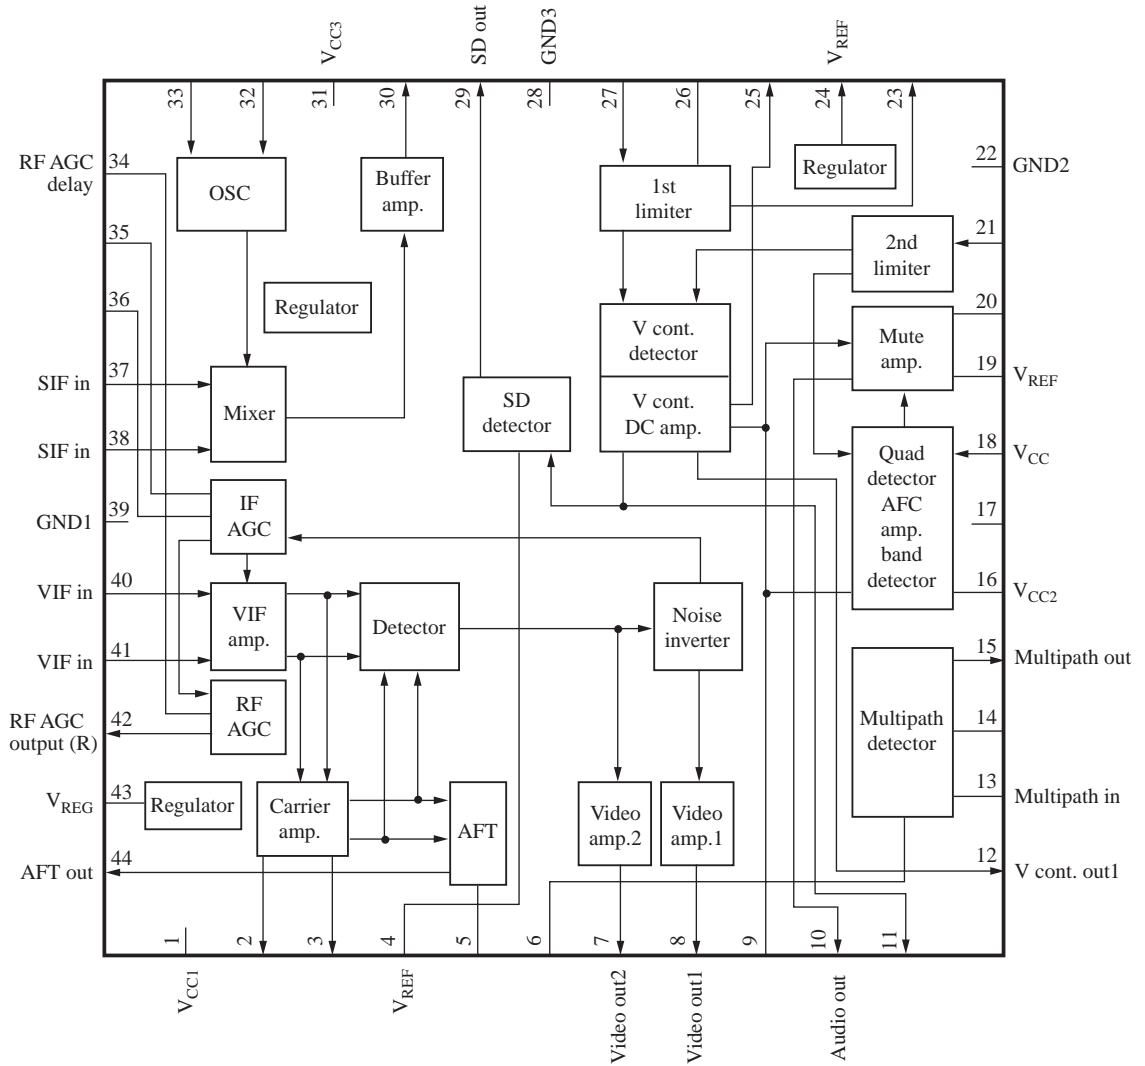 V_CC3
SD out
GND3
V_REF
33
32
31
30
29
28
27
26
25
24
23
RF AGC
delay
34
35
36
SIF in
37
SIF in
38
GND1
39
VIF in
40
VIF in
41
RF AGC
output (R)
42
V_REG
43
AFT out
44
OSC
Buffer
amp.
Regulator
Mixer
IF
AGC
VIF
amp.
RF
AGC
Regulator
Carrier
amp.
Detector
AFT
SD
detector
1st
limiter
V cont.
detector
V cont.
DC amp.
Noise
inverter
Video
amp.2
Video
amp.1
Regulator
2nd
limiter
Mute
amp.
Quad
detector
AFC
amp.
band
detector
Multipath
detector
22
GND2
21
20
19
V_REF
18
V_CC
17
16
V_CC2
15
Multipath out
14
13
Multipath in
12
V cont. out1
1
2
3
4
5
6
7
8
9
10
11
V_CC1
V_REF
Video out2
Video out1
Audio out